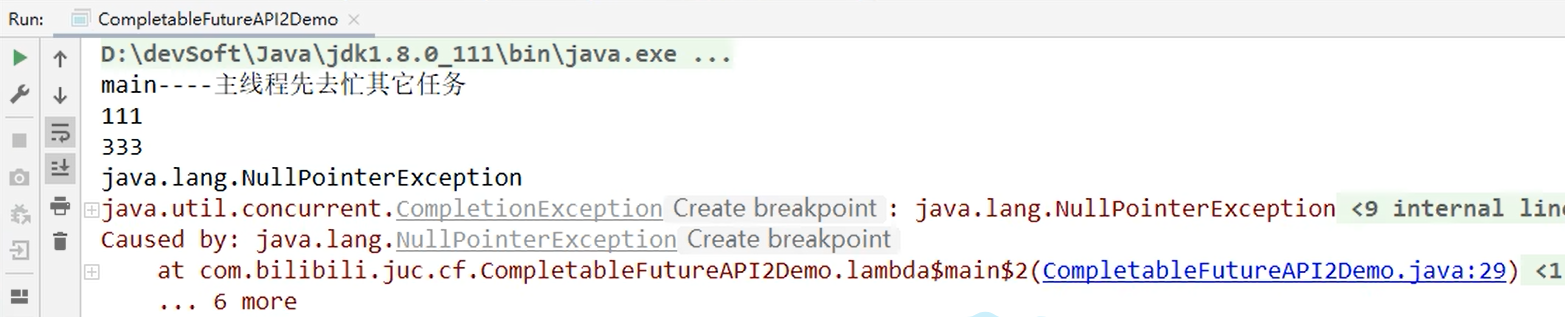 Run: CompletableFutureAPI2Demo
D:\devSoft\Java\jdk1.8.0_111\bin\java.exe ...
main----主线程先去忙其它任务
111
333
java.lang.NullPointerException
java.util.concurrent.CompletionException Create breakpoint : java.lang.NullPointerException <9 internal line
Caused by: java.lang.NullPointerException Create breakpoint
at com.bilibili.juc.cf.CompletableFutureAPI2Demo.lambda$main$2(CompletableFutureAPI2Demo.java:29) <1
... 6 more